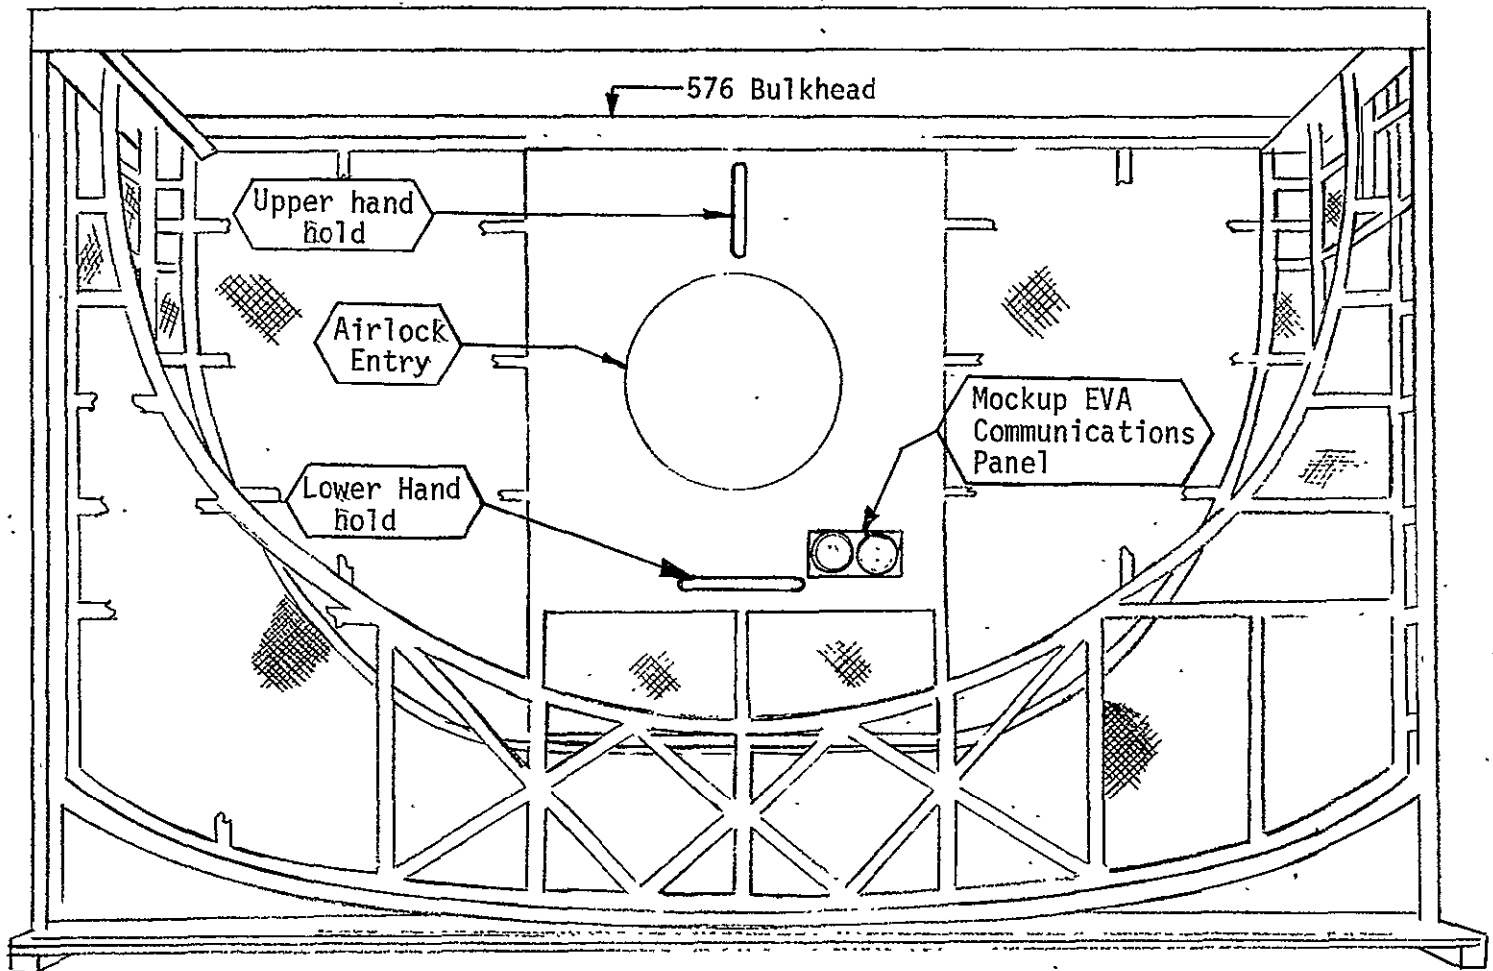 576 Bulkhead
Upper hand
hold
Airlock
Entry
Mockup EVA
Communications
Panel
Lower Hand
hold